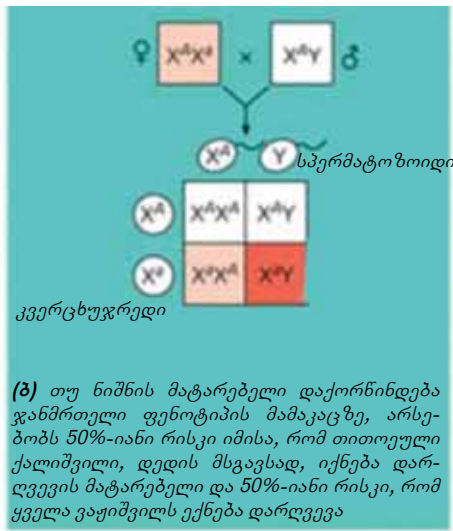 ♀ XᴬXᵃ × XᴬY ♂
Xᴬ Y სპერმატოზოიდი
Xᴬ XᴬXᴬ XᴬY
Xᵃ XᵃXᴬ XᵃY
კვერცხუჯრედი
(ბ) თუ ნიშნის მატარებელი დაქორწინდება
ჯანმრთელი ფენოტიპის მამაკაცზე, არსე-
ბობს 50%-იანი რისკი იმისა, რომ თითოეული
ქალიშვილი, დედის მსგავსად, იქნება დარ-
ღვევის მატარებელი და 50%-იანი რისკი, რომ
ყველა ვაჟიშვილს ექნება დარღვევა